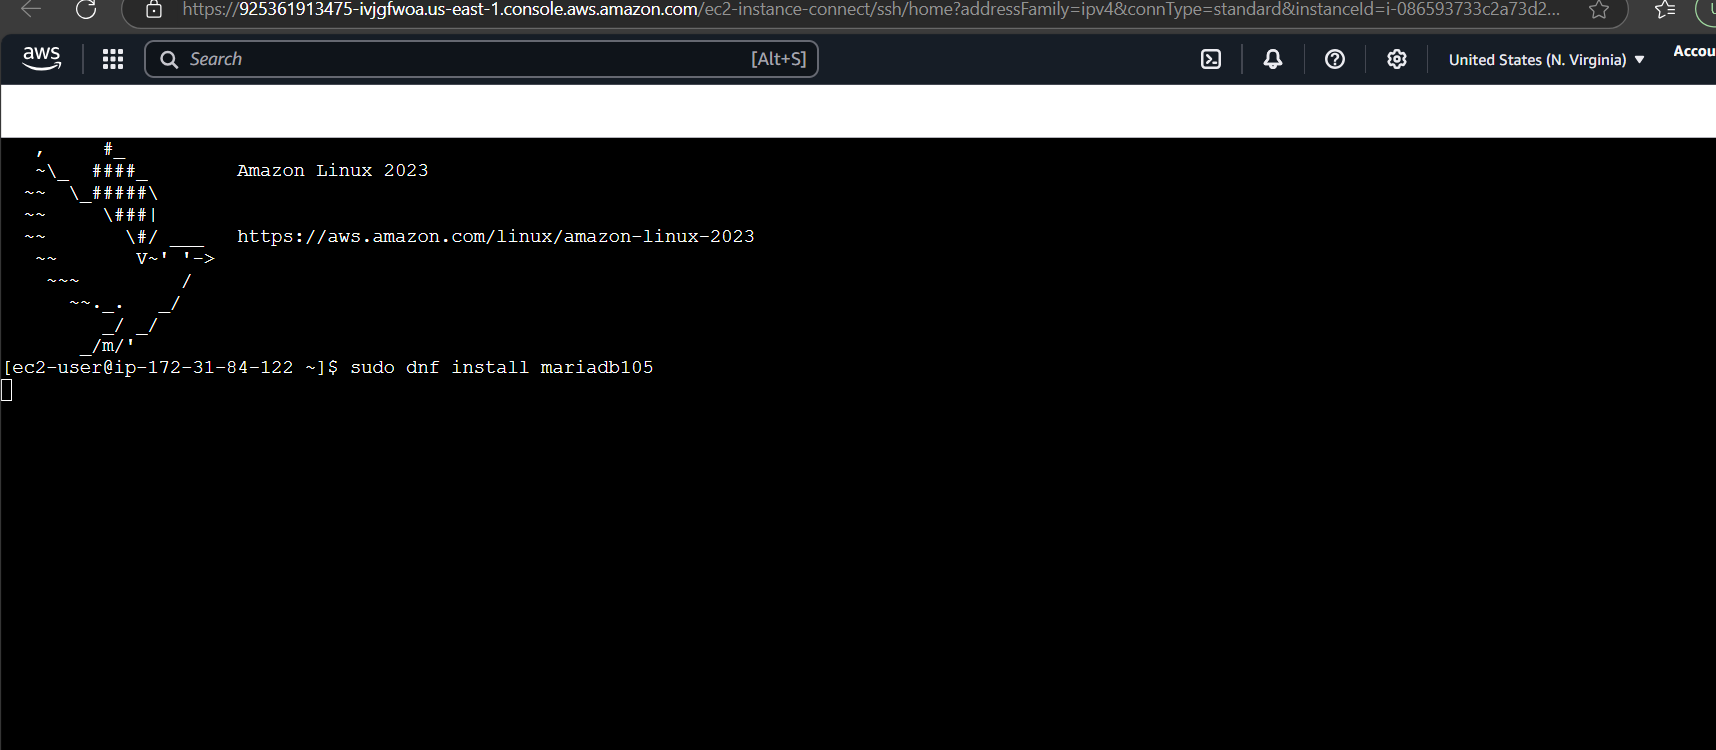 https://925361913475-ivjgfwoa.us-east-1.console.aws.amazon.com/ec2-instance-connect/ssh/home?addressFamily=ipv4&connType=standard&instanceId=i-086593733c2a73d2...
aws
Search
[Alt+S]
United States (N. Virginia)
Accou
   ,     #_
   ~\_  ####_        Amazon Linux 2023
  ~~  \_#####\
  ~~     \###|
  ~~       \#/ ___   https://aws.amazon.com/linux/amazon-linux-2023
   ~~       V~' '->
    ~~~         /
      ~~._.   _/
         _/ _/
       _/m/'
[ec2-user@ip-172-31-84-122 ~]$ sudo dnf install mariadb105